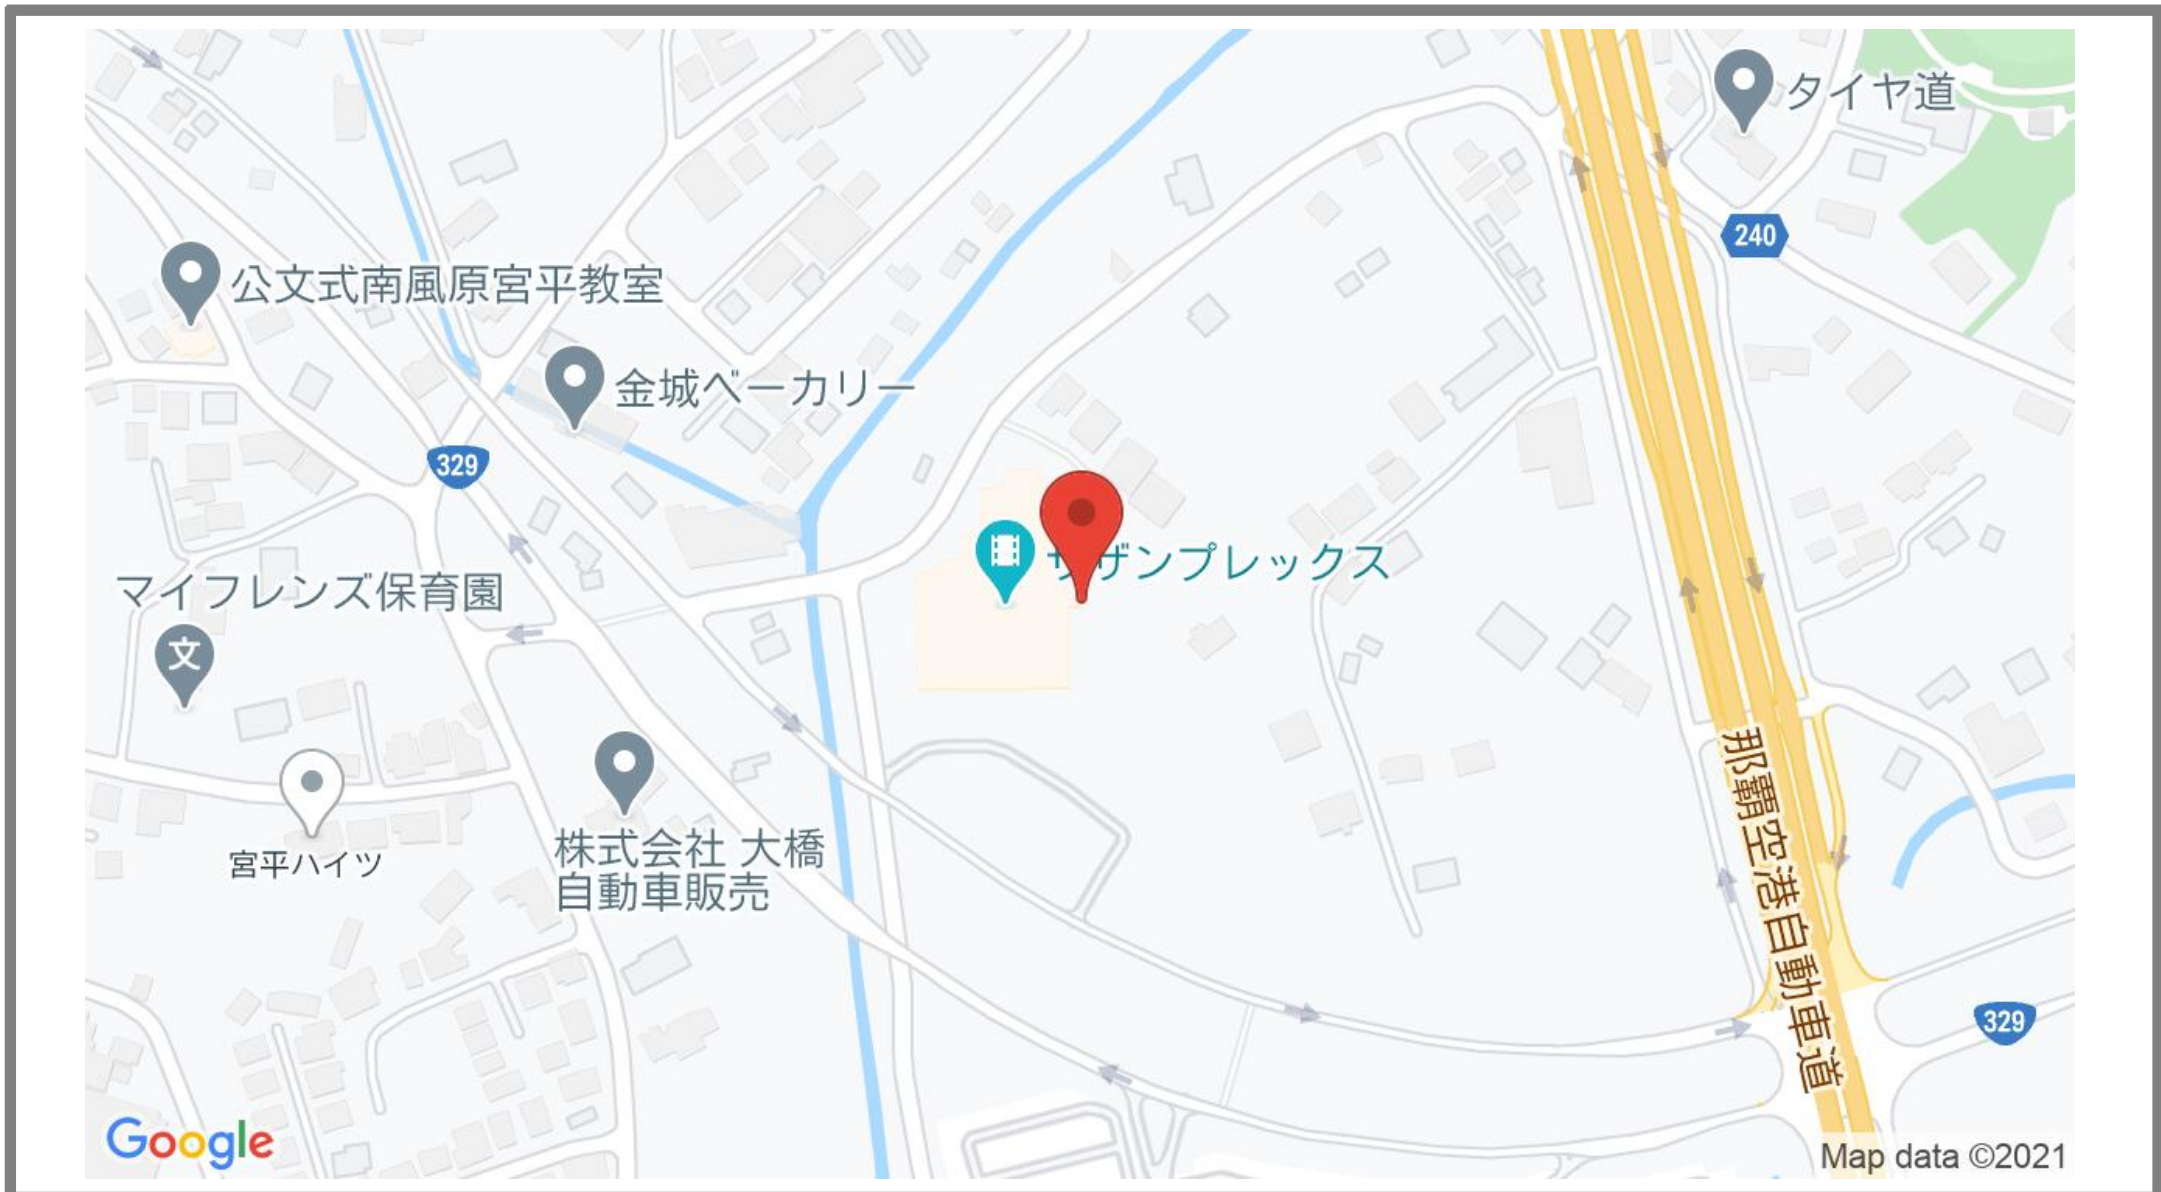 タイヤ道
240
公文式南風原宮平教室
金城ベーカリー
329
サザンプレックス
マイフレンズ保育園
文
宮平ハイツ
株式会社 大橋
自動車販売
那覇空港自動車道
329
Google
Map data ©2021